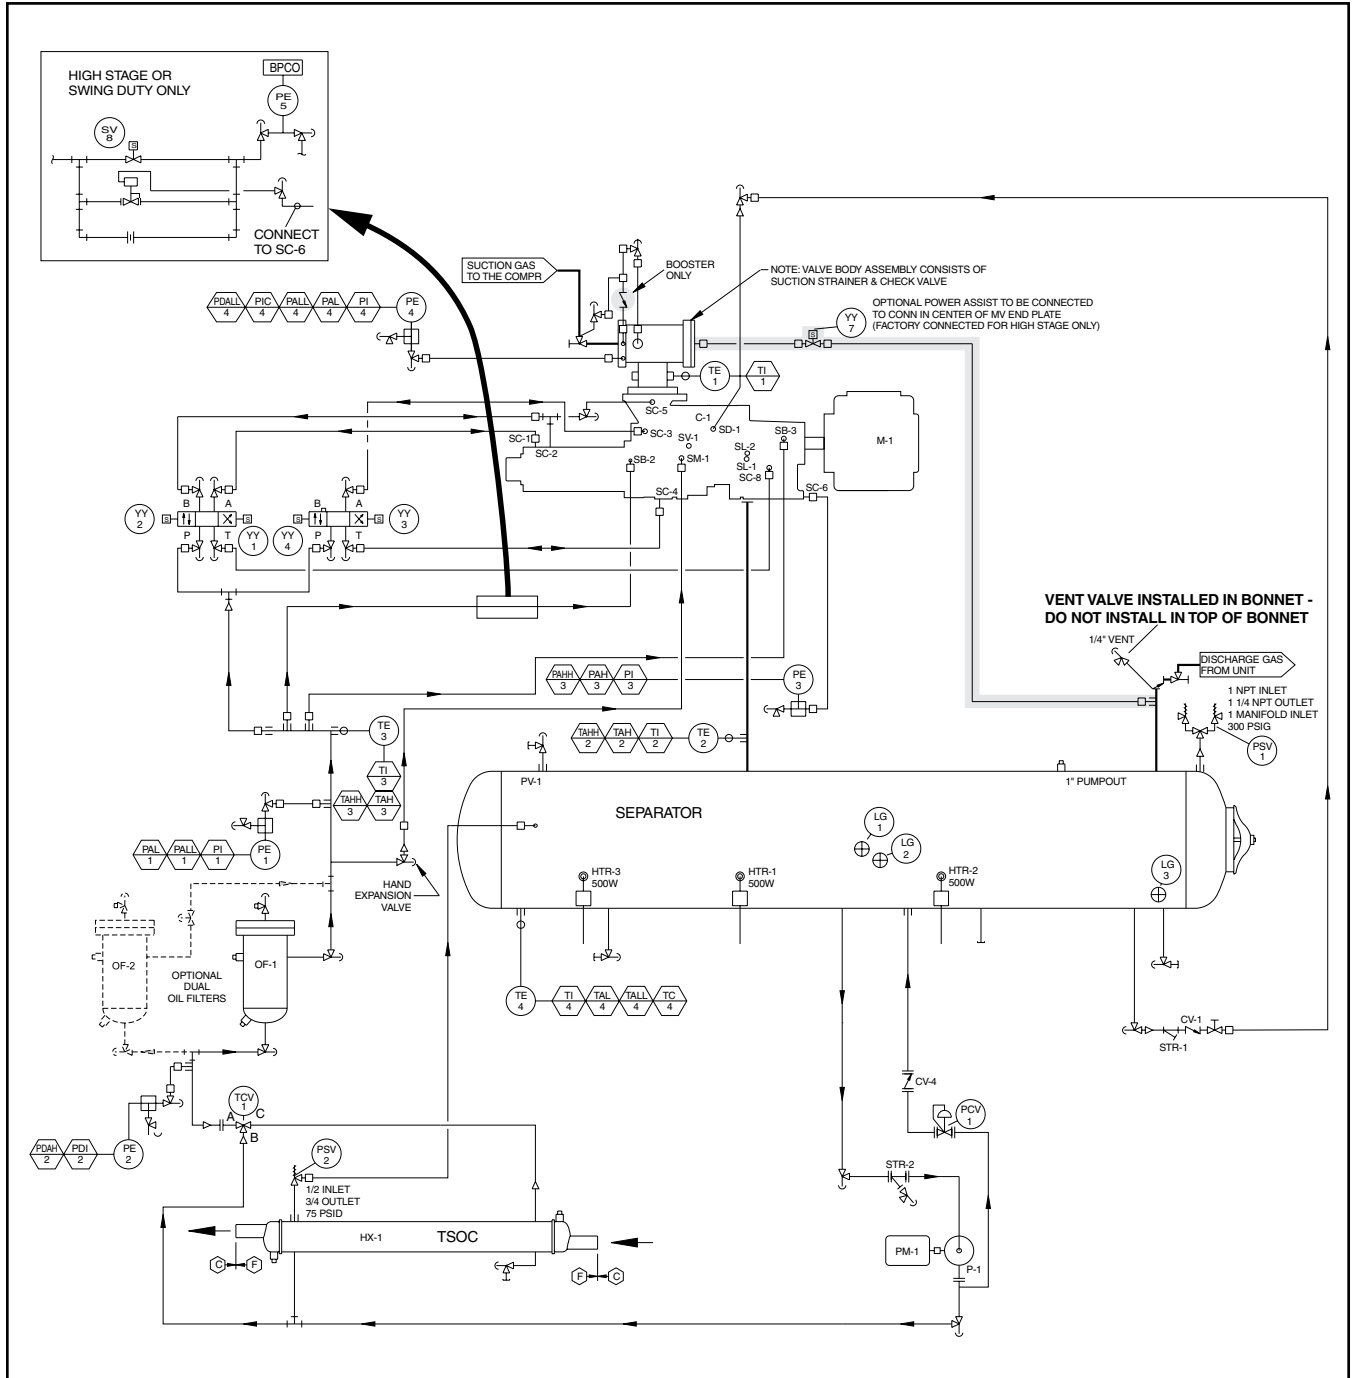 HIGH STAGE OR
SWING DUTY ONLY
BPCO
PE
5
SV
8
S
CONNECT
TO SC-6
SUCTION GAS
TO THE COMPR
BOOSTER
ONLY
NOTE: VALVE BODY ASSEMBLY CONSISTS OF
SUCTION STRAINER & CHECK VALVE
PDALL
4
PIC
4
PALL
4
PAL
4
PI
4
PE
4
YY
7
S
OPTIONAL POWER ASSIST TO BE CONNECTED
TO CONN IN CENTER OF MV END PLATE
(FACTORY CONNECTED FOR HIGH STAGE ONLY)
TE
1
TI
1
SC-5
C-1
SD-1
SC-3
SV-1
SB-3
M-1
SC-1
SC-2
SB-2
SM-1
SL-2
SL-1
SC-8
SC-4
SC-6
B
A
P
T
YY
2
S
S
YY
1
B
A
P
T
YY
4
S
S
YY
3
VENT VALVE INSTALLED IN BONNET -
DO NOT INSTALL IN TOP OF BONNET
1/4" VENT
DISCHARGE GAS
FROM UNIT
1 NPT INLET
1 1/4 NPT OUTLET
1 MANIFOLD INLET
300 PSIG
PSV
1
PAHH
3
PAH
3
PI
3
PE
3
TAHH
2
TAH
2
TI
2
TE
2
TE
3
TI
3
TAHH
3
TAH
3
PV-1
1" PUMPOUT
SEPARATOR
LG
1
LG
2
LG
3
PAL
1
PALL
1
PI
1
PE
1
HAND
EXPANSION
VALVE
HTR-3
500W
HTR-1
500W
HTR-2
500W
OF-2
OF-1
OPTIONAL
DUAL
OIL FILTERS
TE
4
TI
4
TAL
4
TALL
4
TC
4
CV-1
STR-1
CV-4
PCV
1
TCV
1
A
C
B
PDAH
2
PDI
2
PE
2
PSV
2
1/2 INLET
3/4 OUTLET
75 PSID
STR-2
HX-1
TSOC
PM-1
P-1
C
F
F
C